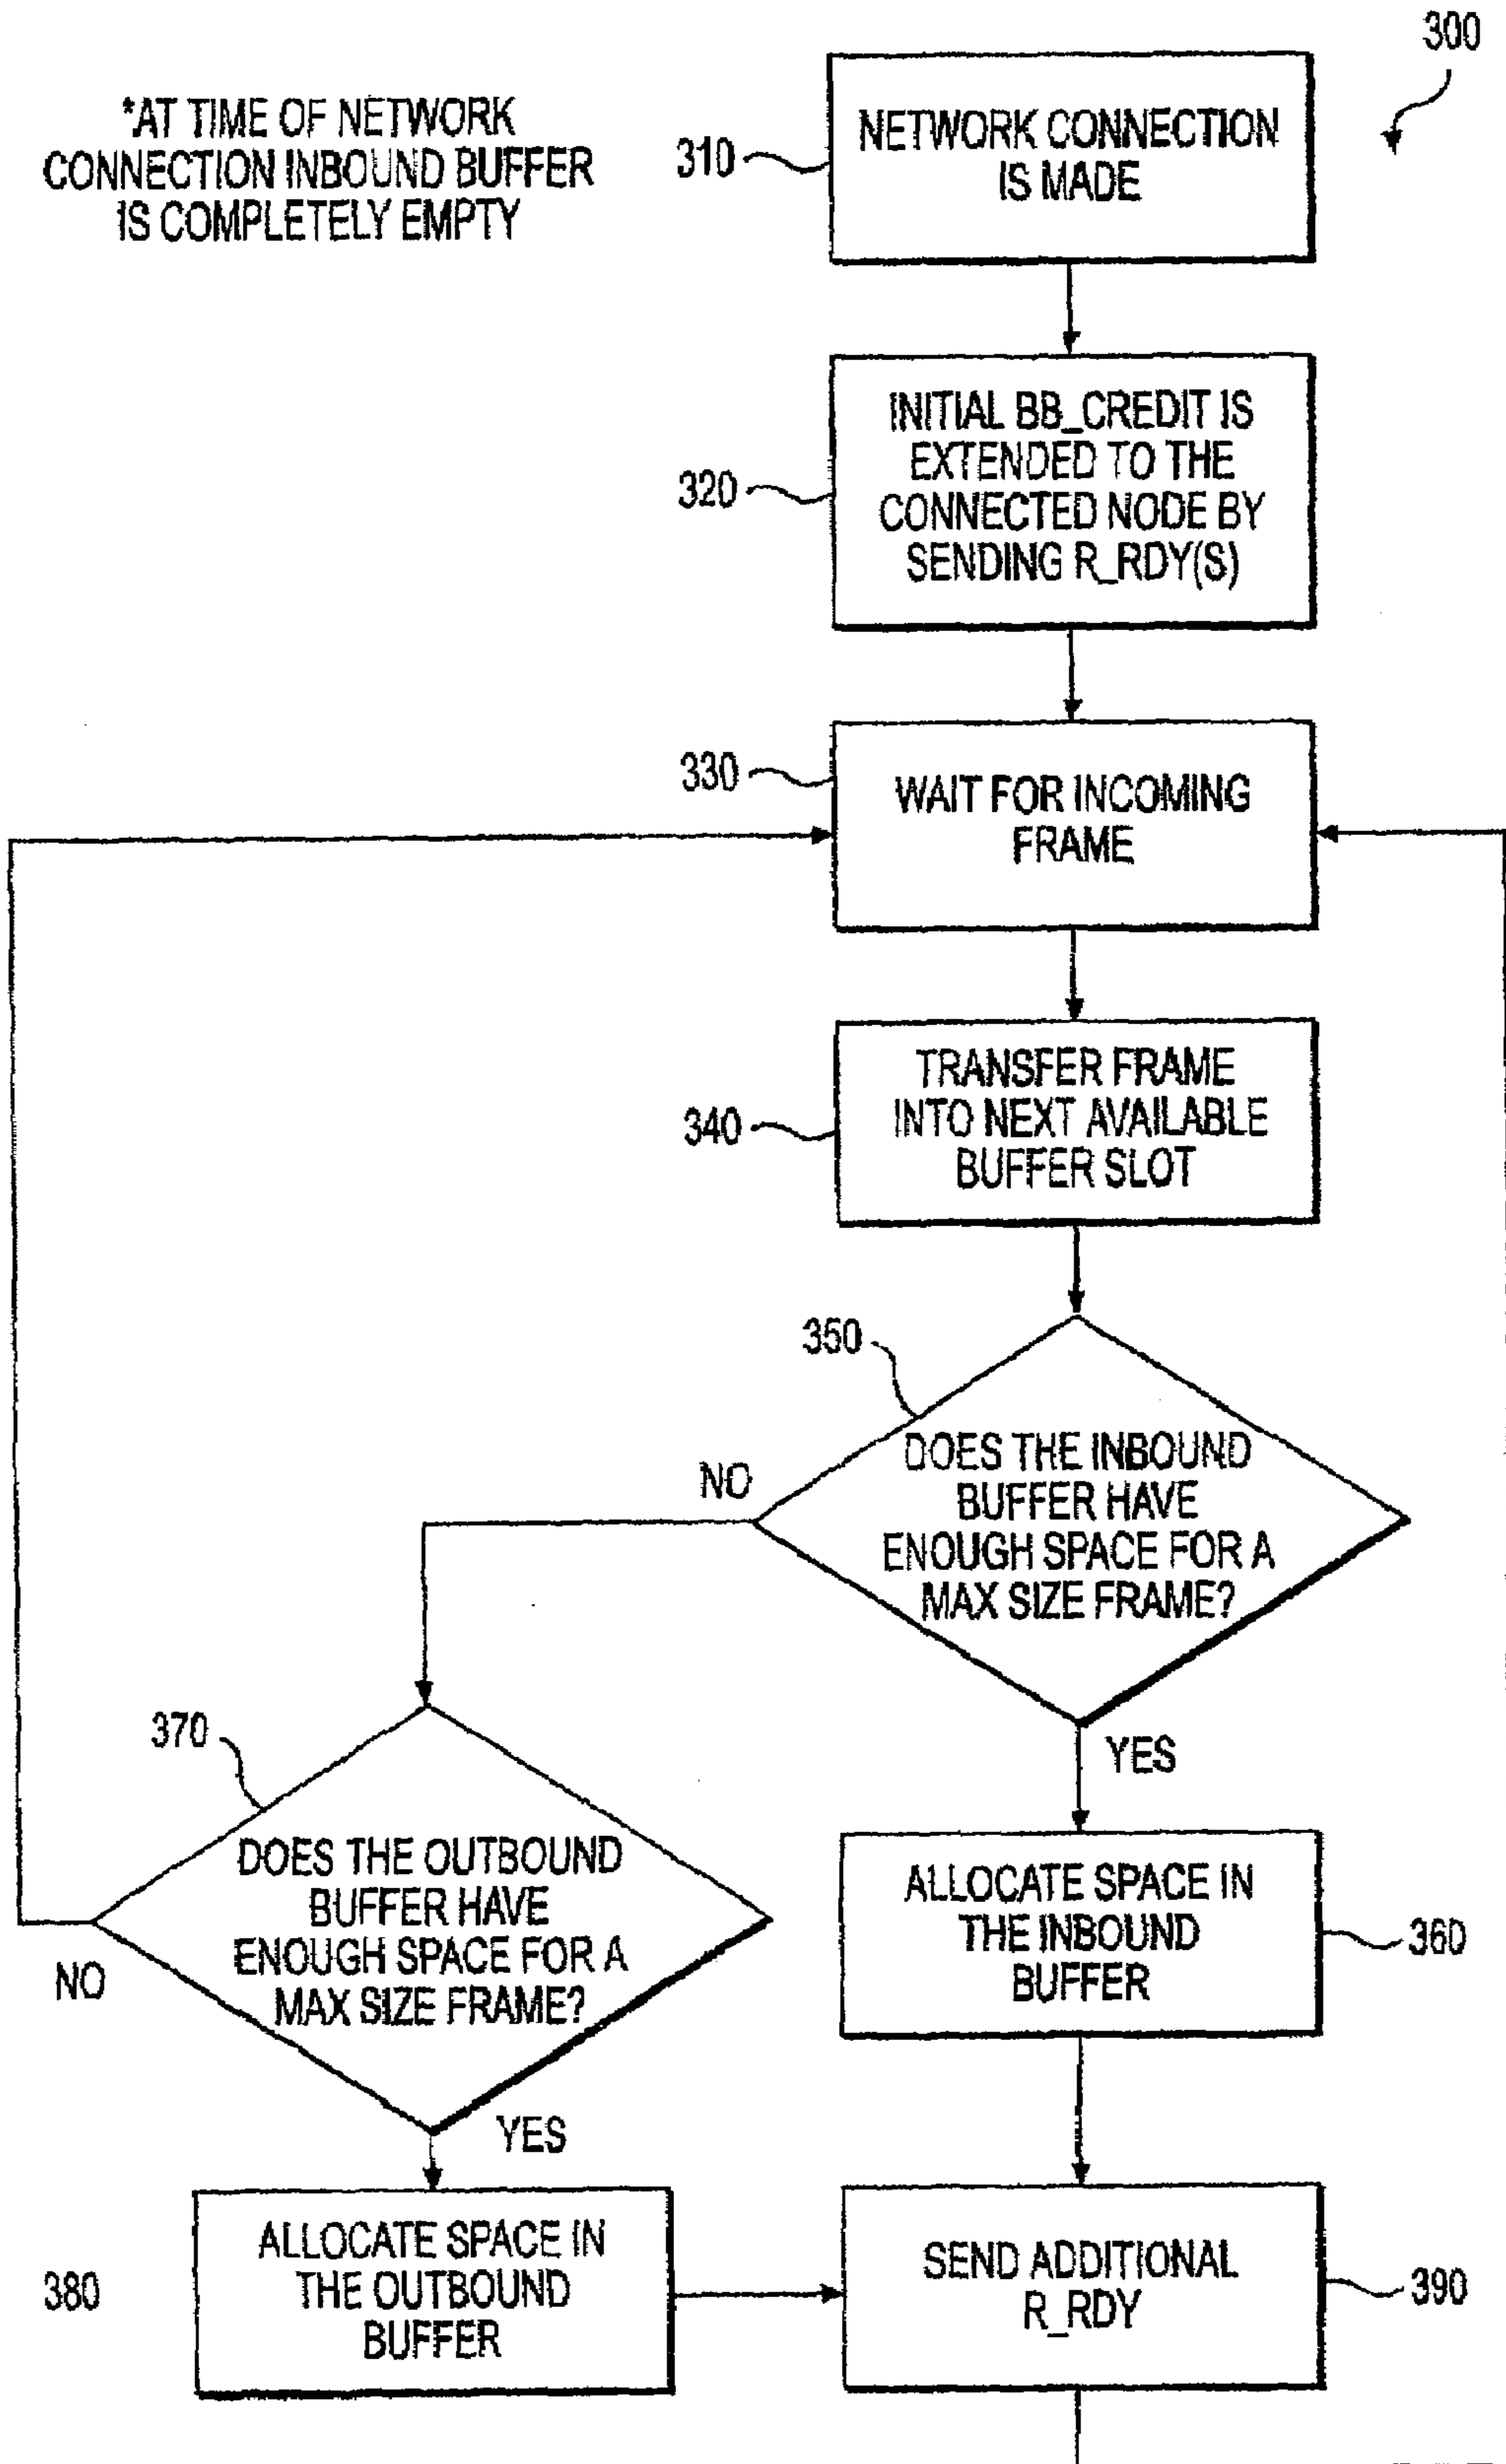 300
*AT TIME OF NETWORK
CONNECTION INBOUND BUFFER
IS COMPLETELY EMPTY
310
NETWORK CONNECTION
IS MADE
320
INITIAL BB_CREDIT IS
EXTENDED TO THE
CONNECTED NODE BY
SENDING R_RDY(S)
330
WAIT FOR INCOMING
FRAME
340
TRANSFER FRAME
INTO NEXT AVAILABLE
BUFFER SLOT
350
DOES THE INBOUND
BUFFER HAVE
ENOUGH SPACE FOR A
MAX SIZE FRAME?
NO
YES
370
DOES THE OUTBOUND
BUFFER HAVE
ENOUGH SPACE FOR A
MAX SIZE FRAME?
NO
YES
ALLOCATE SPACE IN
THE INBOUND
BUFFER
360
380
ALLOCATE SPACE IN
THE OUTBOUND
BUFFER
SEND ADDITIONAL
R_RDY
390